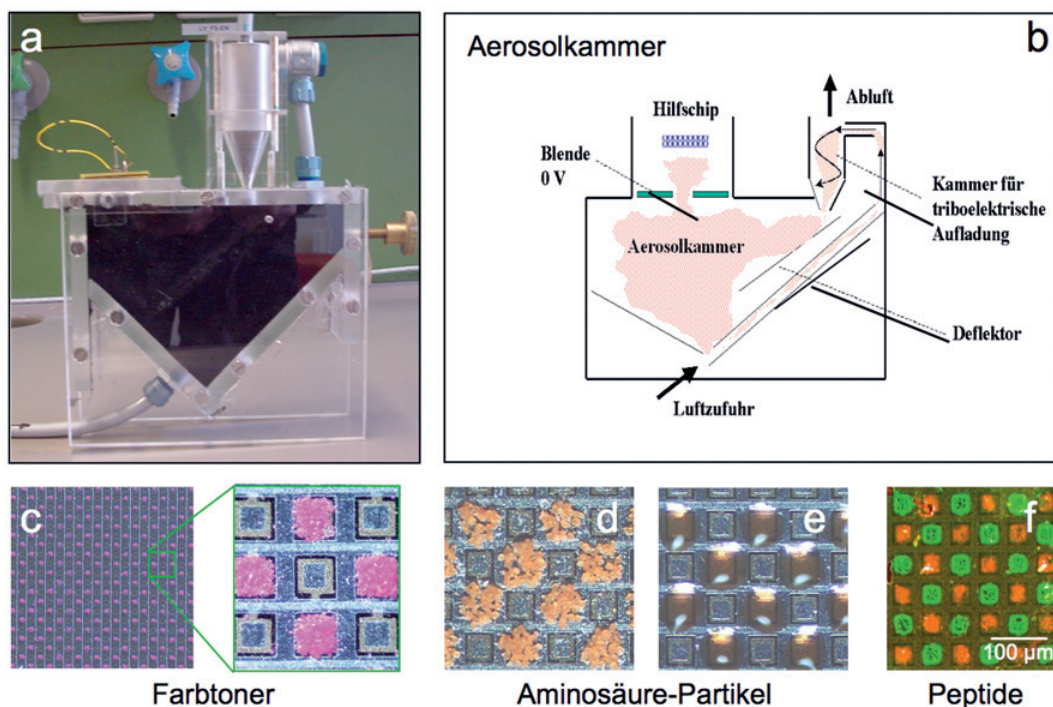 a
Aerosolkammer
b
Hilfschip
Abluft
Blende
0 V
Kammer für
triboelektrische
Aufladung
Aerosolkammer
Deflektor
Luftzufuhr
c
d
e
f
100 µm
Farbtoner
Aminosäure-Partikel
Peptide